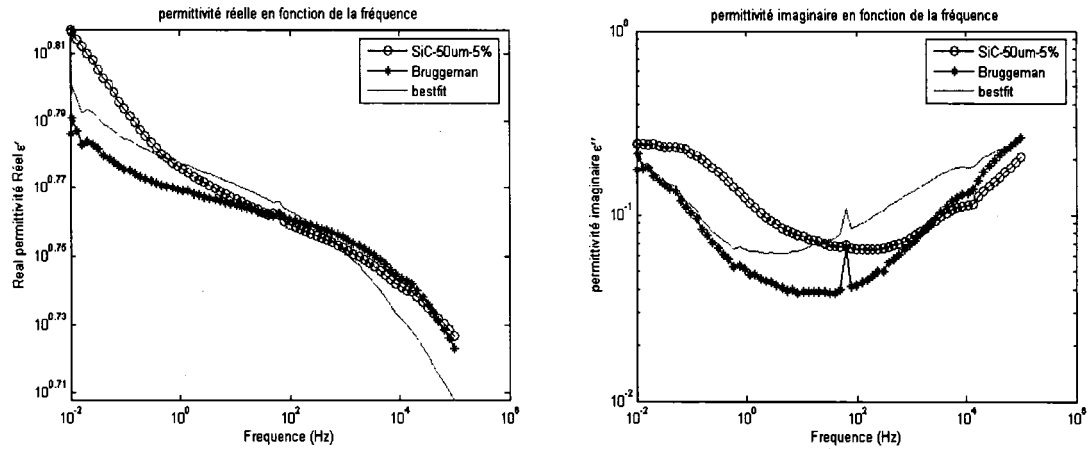 permittivité réelle en fonction de la fréquence
10^0.81
10^0.79
10^0.77
10^0.75
10^0.73
10^0.71
Real permittivity Réel ε'
SiC-50um-5%
Bruggeman
bestfit
10^-2
10^0
10^2
10^4
10^6
Frequence (Hz)
permittivité imaginaire en fonction de la fréquence
10^0
10^-1
10^-2
permittivité imaginaire ε''
SiC-50um-5%
Bruggeman
bestfit
10^-2
10^0
10^2
10^4
10^6
Frequence (Hz)